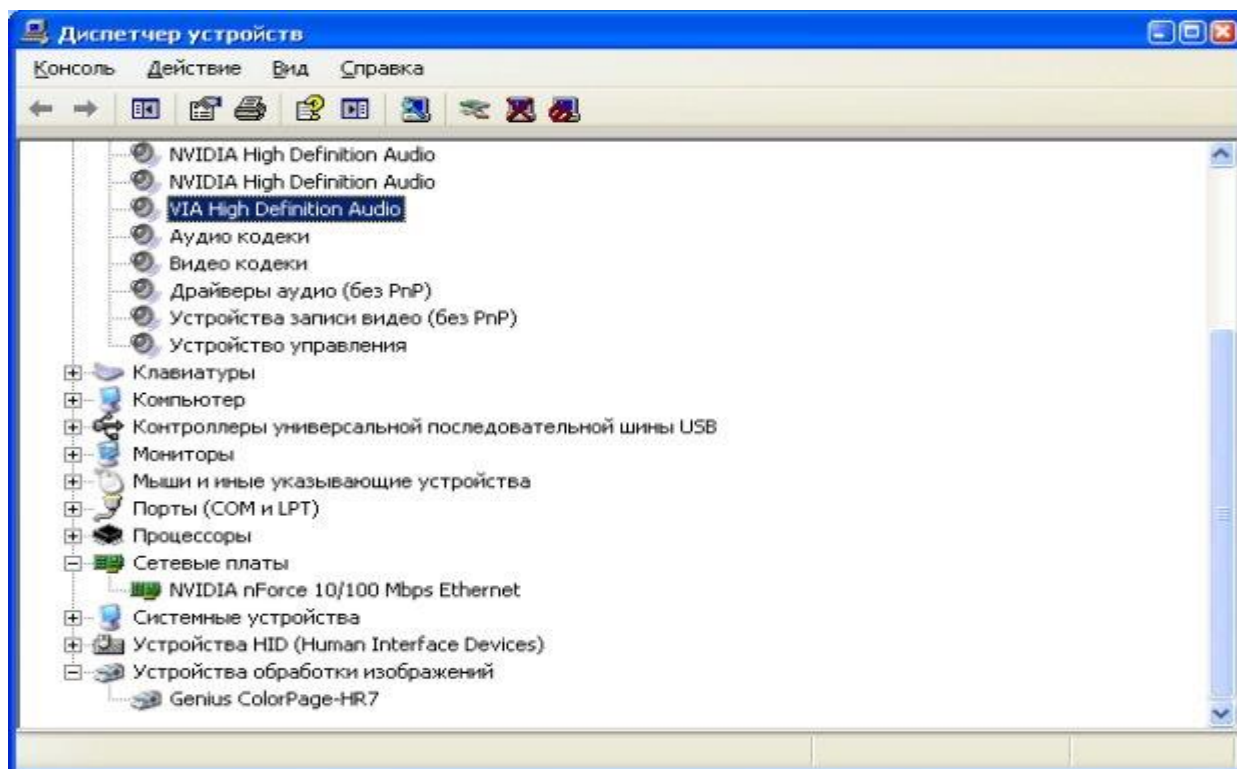 Диспетчер устройств
Консоль Действие Вид Справка
NVIDIA High Definition Audio
NVIDIA High Definition Audio
VIA High Definition Audio
Аудио кодеки
Видео кодеки
Драйверы аудио (без PnP)
Устройства записи видео (без PnP)
Устройство управления
Клавиатуры
Компьютер
Контроллеры универсальной последовательной шины USB
Мониторы
Мыши и иные указывающие устройства
Порты (COM и LPT)
Процессоры
Сетевые платы
NVIDIA nForce 10/100 Mbps Ethernet
Системные устройства
Устройства HID (Human Interface Devices)
Устройства обработки изображений
Genius ColorPage-HR7